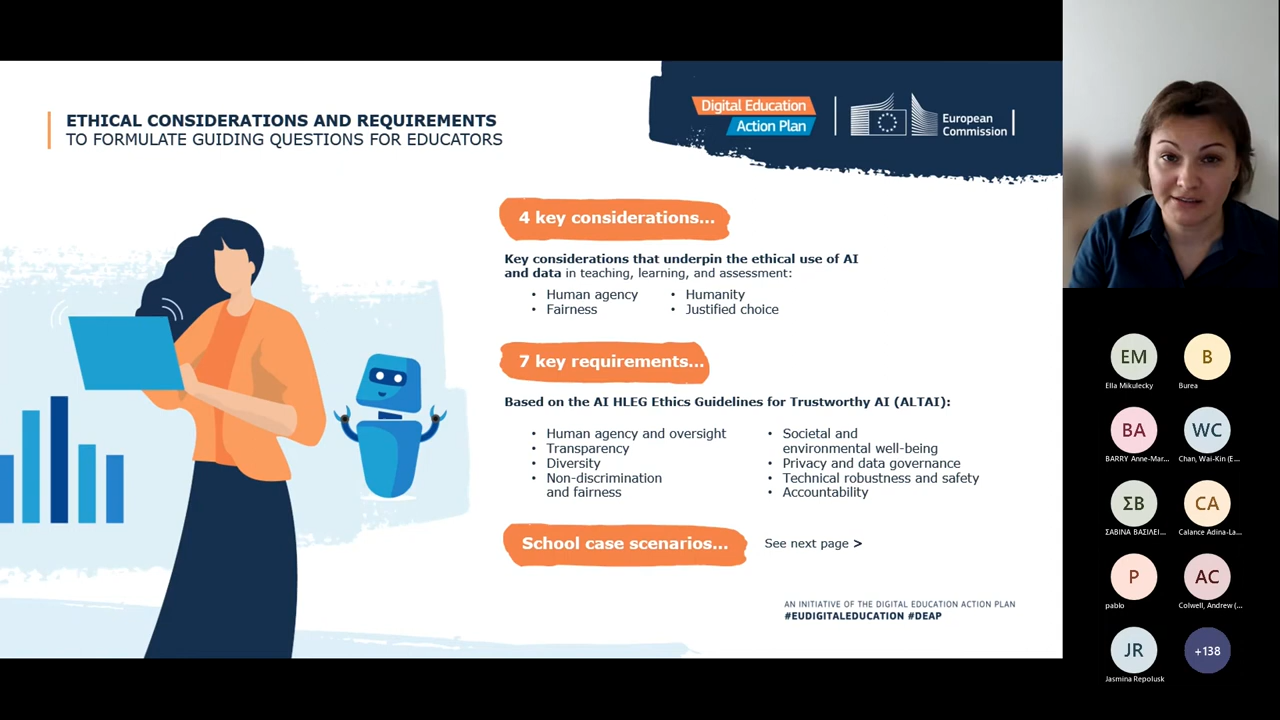 ETHICAL CONSIDERATIONS AND REQUIREMENTS
TO FORMULATE GUIDING QUESTIONS FOR EDUCATORS
Digital Education
Action Plan
European
Commission
4 key considerations...
Key considerations that underpin the ethical use of AI
and data in teaching, learning, and assessment:
• Human agency
• Fairness
• Humanity
• Justified choice
7 key requirements...
Based on the AI HLEG Ethics Guidelines for Trustworthy AI (ALTAI):
• Human agency and oversight
• Transparency
• Diversity
• Non-discrimination
and fairness
• Societal and
environmental well-being
• Privacy and data governance
• Technical robustness and safety
• Accountability
School case scenarios...
See next page >
AN INITIATIVE OF THE DIGITAL EDUCATION ACTION PLAN
#EUDIGITALEDUCATION #DEAP
EM
Ella Mikulecky
B
Burea
BA
BARRY Anne-Mar...
WC
Chan, Wai-Kin (E...
ΣΒ
ΣΑΒΙΝΑ ΒΑΣΙΛΕΙ...
CA
Calance Adina-La...
P
pablo
AC
Colwell, Andrew (...
JR
Jasmina Repolusk
+138